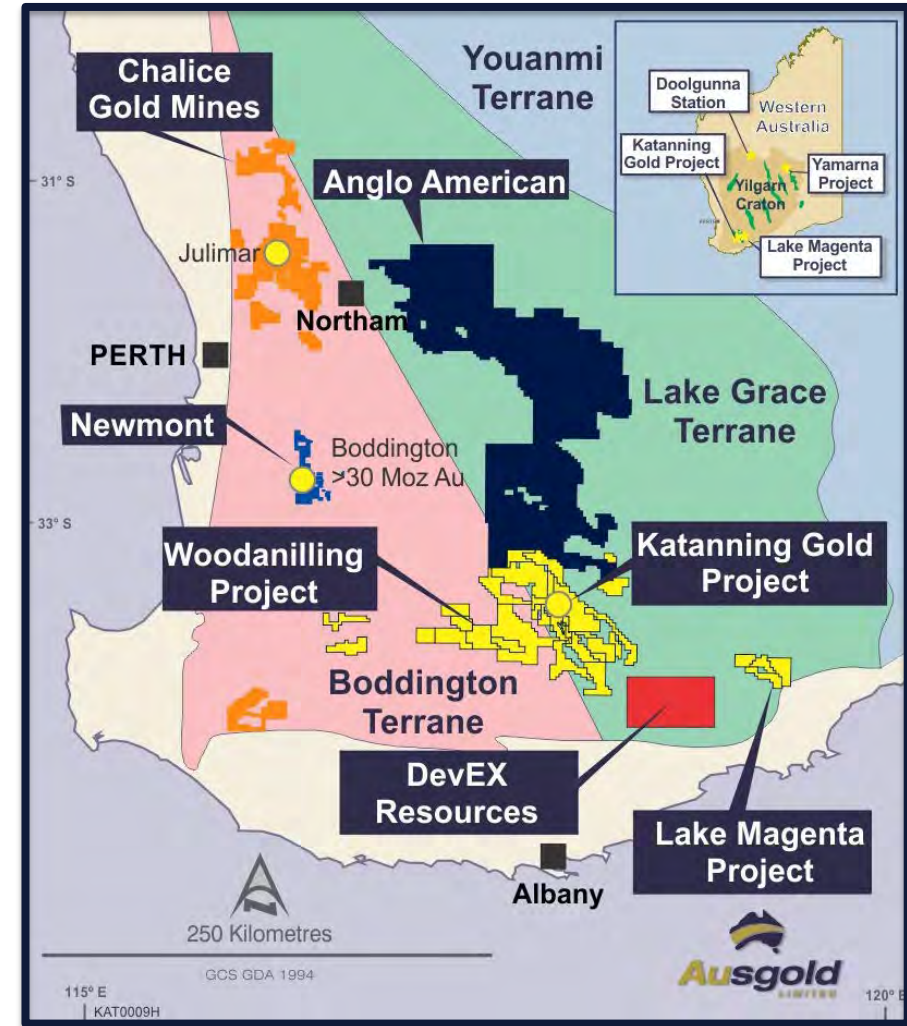 Chalice
Gold Mines
Youanmi
Terrane
Doolgunna
Station
Western
Australia
Katanning
Gold Project
Yamarna
Project
Yilgarn
Craton
Lake Magenta
Project
31° S
Anglo American
Julimar
Northam
PERTH
Lake Grace
Terrane
Newmont
Boddington
>30 Moz Au
33° S
Woodanilling
Project
Katanning Gold
Project
Boddington
Terrane
DevEX
Resources
Lake Magenta
Project
Albany
250 Kilometres
GCS GDA 1994
Ausgold
LIMITED
115° E
120° E
KAT0009H